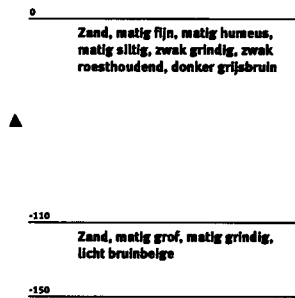 0
Zand, matig fijn, matig humeus,
matig siltig, zwak grindig, zwak
roesthoudend, donker grijsbruin
-110
Zand, matig grof, matig grindig,
licht bruinbeige
-150